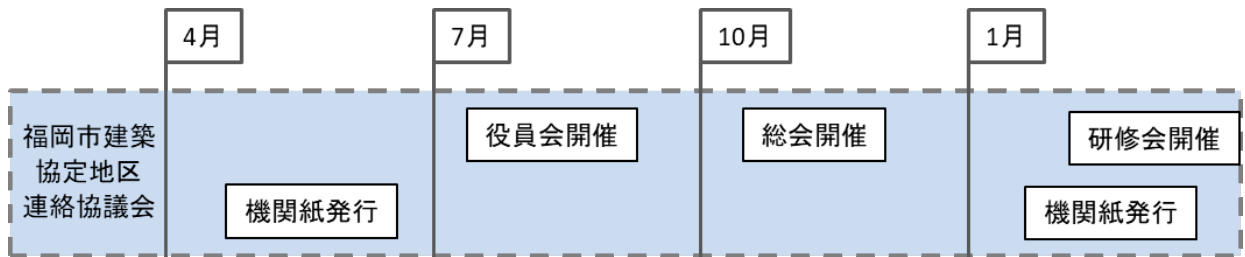 4月
7月
10月
1月
福岡市建築
協定地区
連絡協議会
役員会開催
総会開催
研修会開催
機関紙発行
機関紙発行